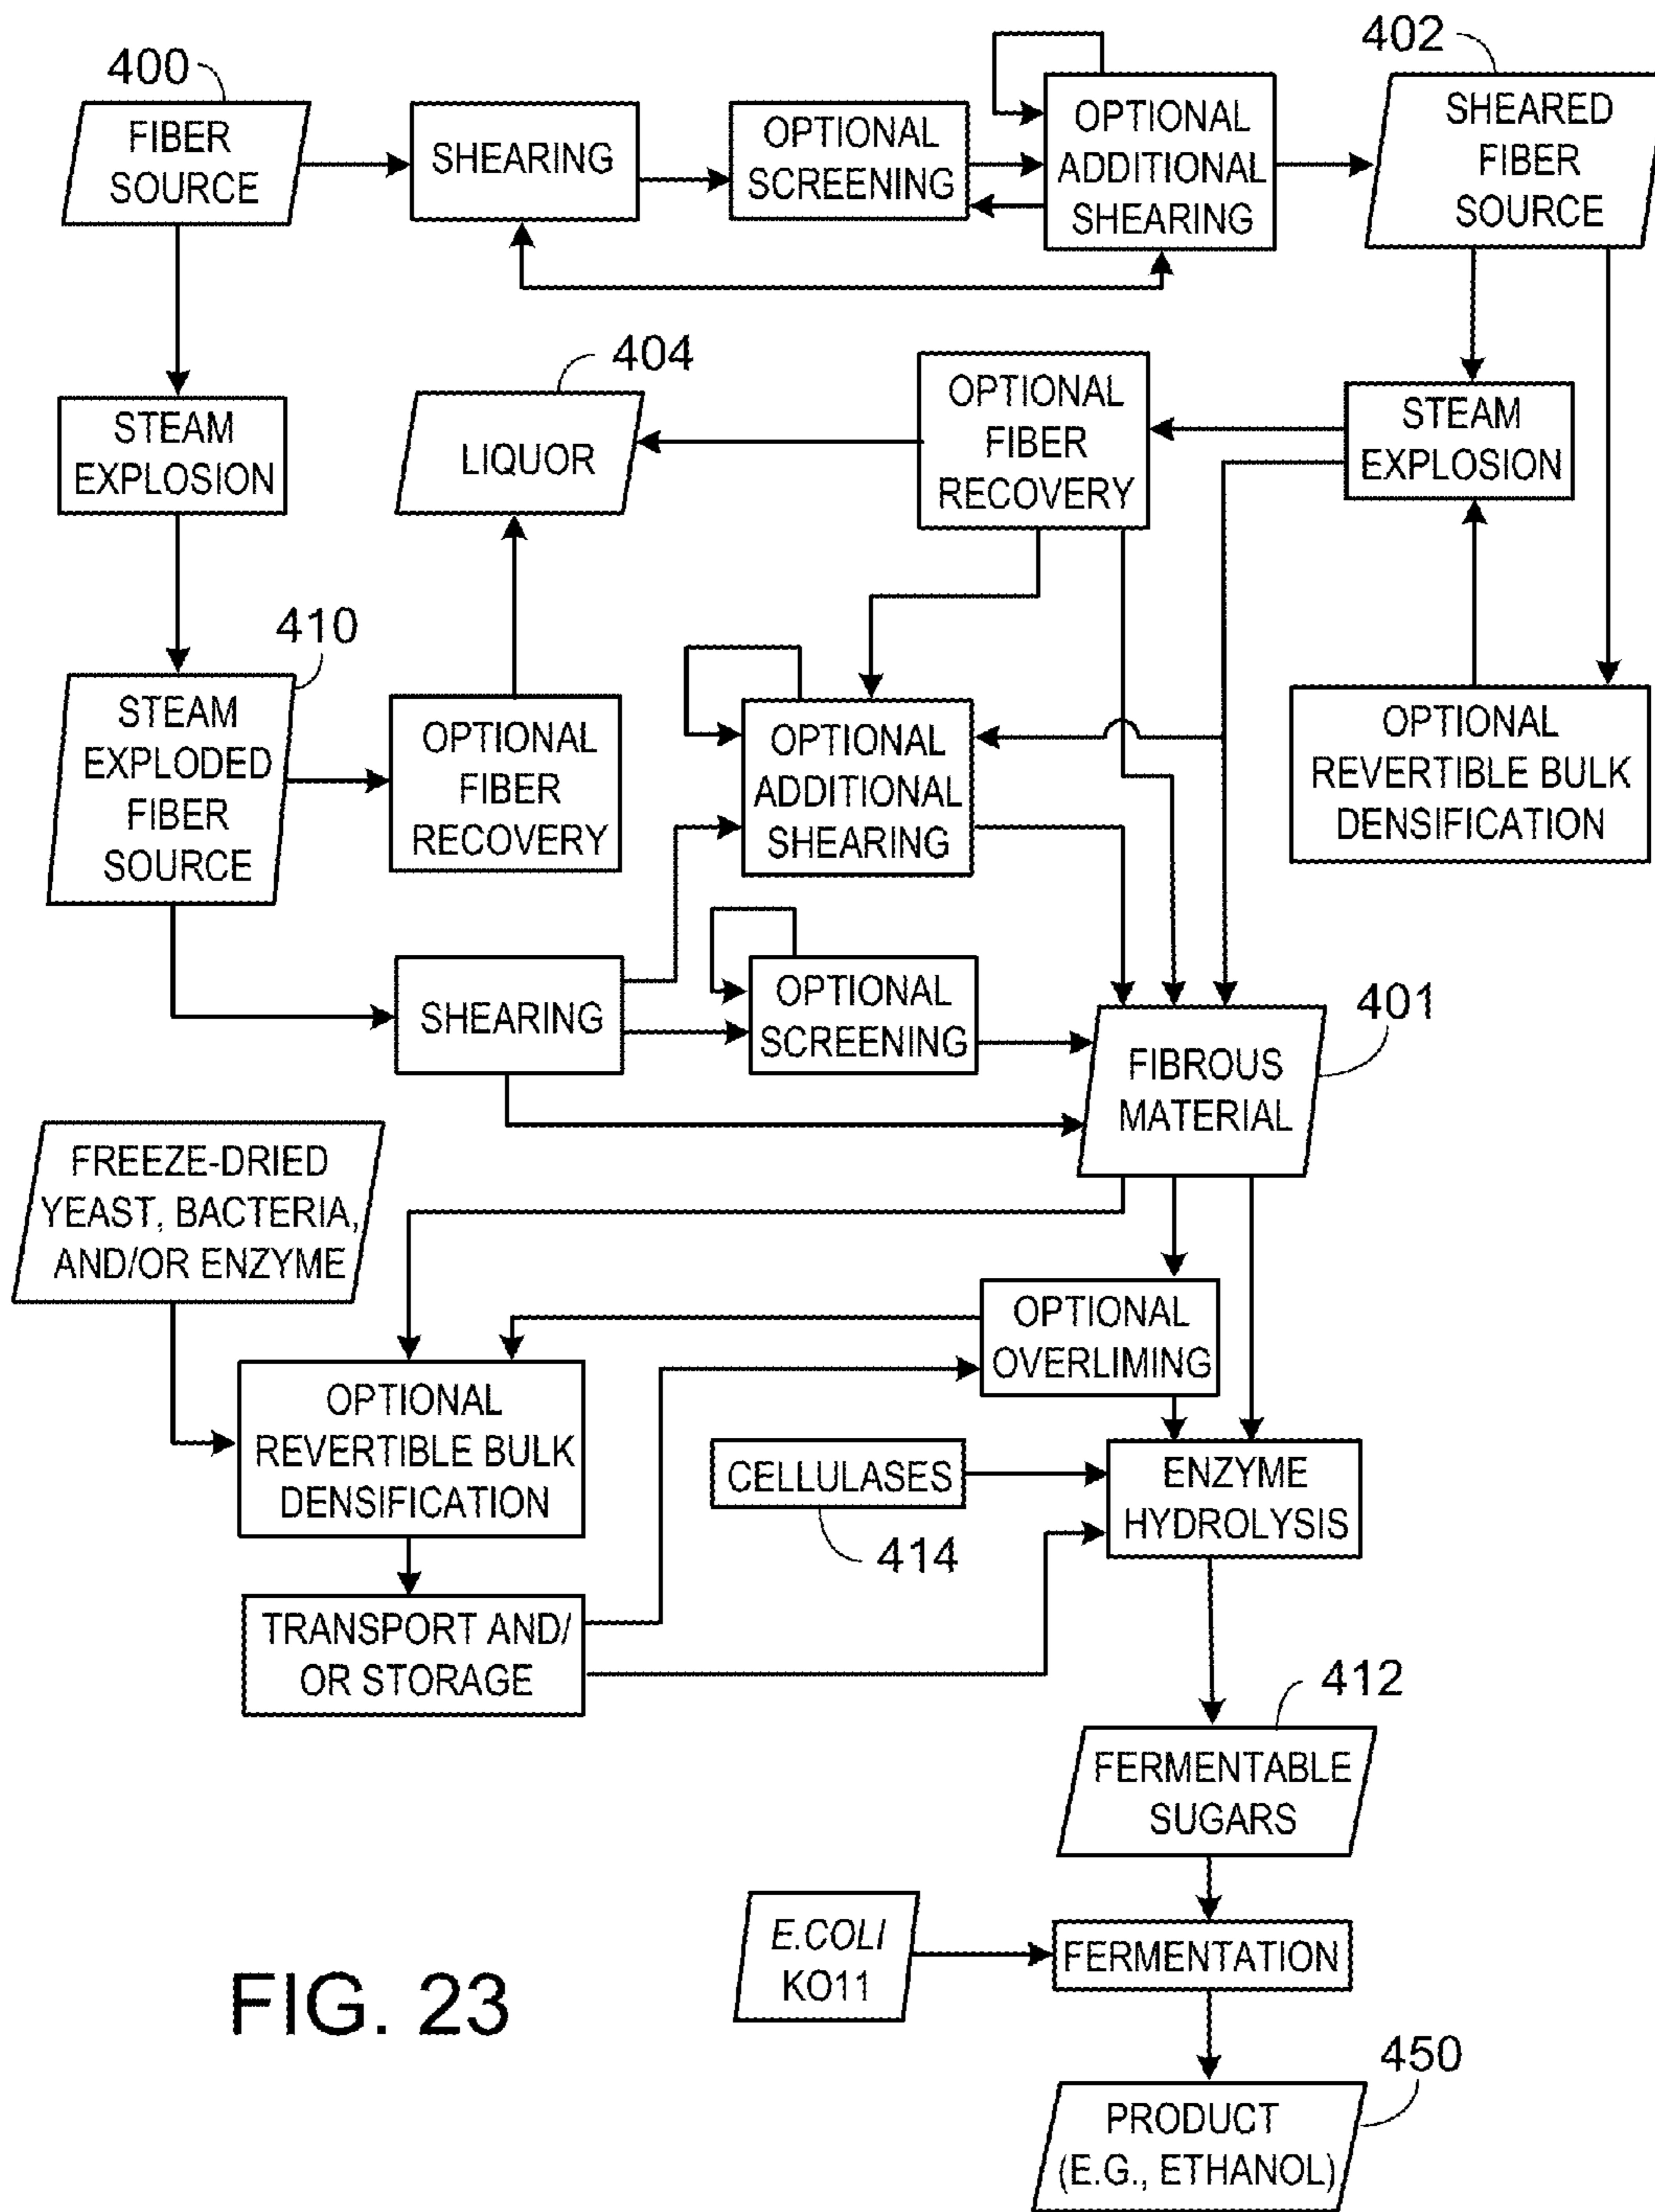 400
FIBER
SOURCE
SHEARING
OPTIONAL
SCREENING
OPTIONAL
ADDITIONAL
SHEARING
402
SHEARED
FIBER
SOURCE
STEAM
EXPLOSION
404
LIQUOR
OPTIONAL
FIBER
RECOVERY
STEAM
EXPLOSION
410
STEAM
EXPLODED
FIBER
SOURCE
OPTIONAL
FIBER
RECOVERY
OPTIONAL
ADDITIONAL
SHEARING
OPTIONAL
REVERTIBLE BULK
DENSIFICATION
SHEARING
OPTIONAL
SCREENING
401
FIBROUS
MATERIAL
FREEZE-DRIED
YEAST, BACTERIA,
AND/OR ENZYME
OPTIONAL
OVERLIMING
OPTIONAL
REVERTIBLE BULK
DENSIFICATION
CELLULASES
414
ENZYME
HYDROLYSIS
TRANSPORT AND/
OR STORAGE
412
FERMENTABLE
SUGARS
E.COLI
KO11
FERMENTATION
FIG. 23
450
PRODUCT
(E.G., ETHANOL)